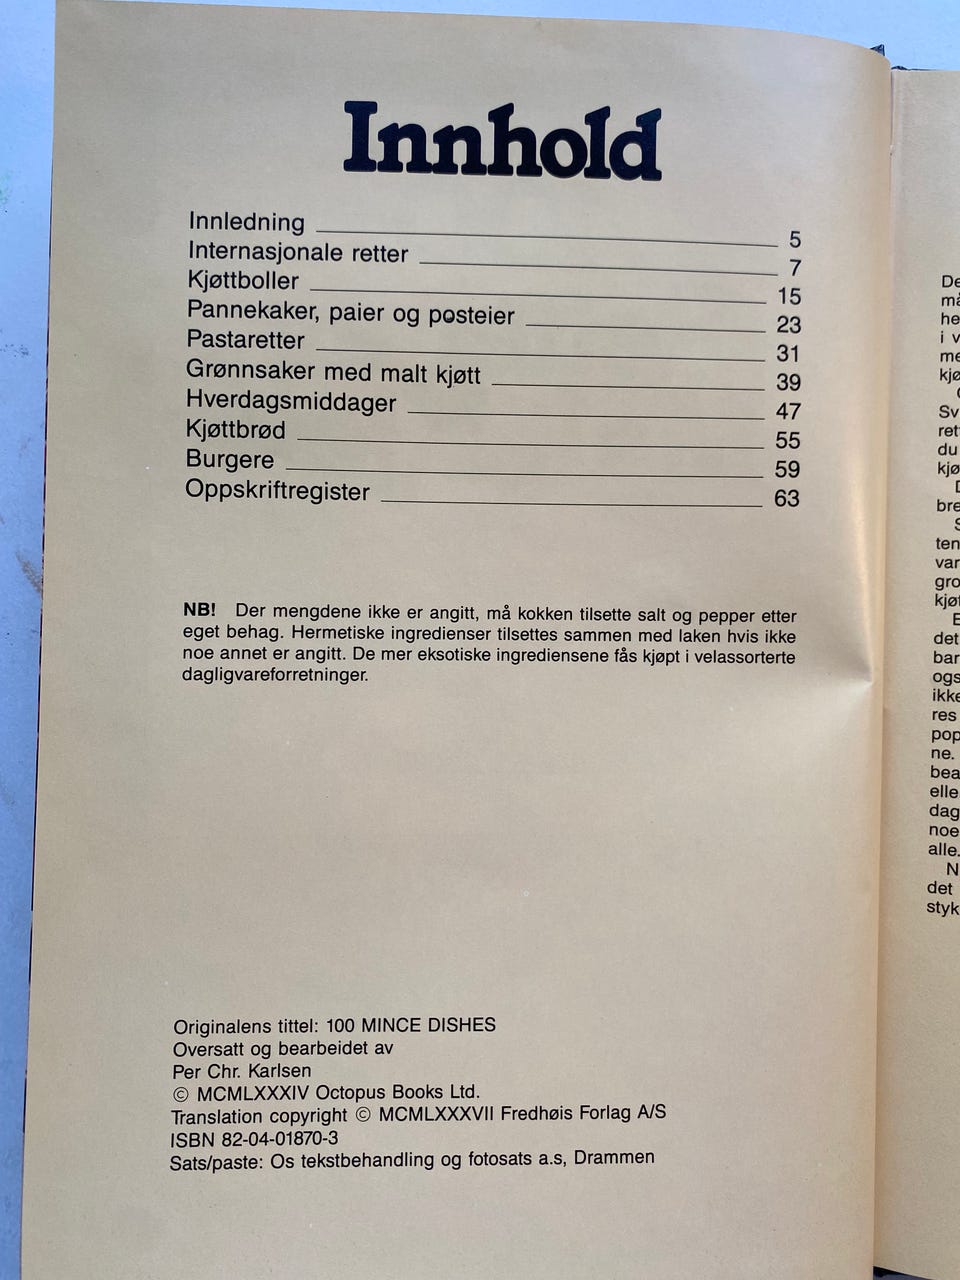 Innhold
Innledning 5
Internasjonale retter 7
Kjøttboller 15
Pannekaker, paier og posteier 23
Pastaretter 31
Grønnsaker med malt kjøtt 39
Hverdagsmiddager 47
Kjøttbrød 55
Burgere 59
Oppskriftregister 63
NB! Der mengdene ikke er angitt, må kokken tilsette salt og pepper etter
eget behag. Hermetiske ingredienser tilsettes sammen med laken hvis ikke
noe annet er angitt. De mer eksotiske ingrediensene fås kjøpt i velassorterte
dagligvareforretninger.
Originalens tittel: 100 MINCE DISHES
Oversatt og bearbeidet av
Per Chr. Karlsen
© MCMLXXXIV Octopus Books Ltd.
Translation copyright © MCMLXXXVII Fredhøis Forlag A/S
ISBN 82-04-01870-3
Sats/paste: Os tekstbehandling og fotosats a.s, Drammen